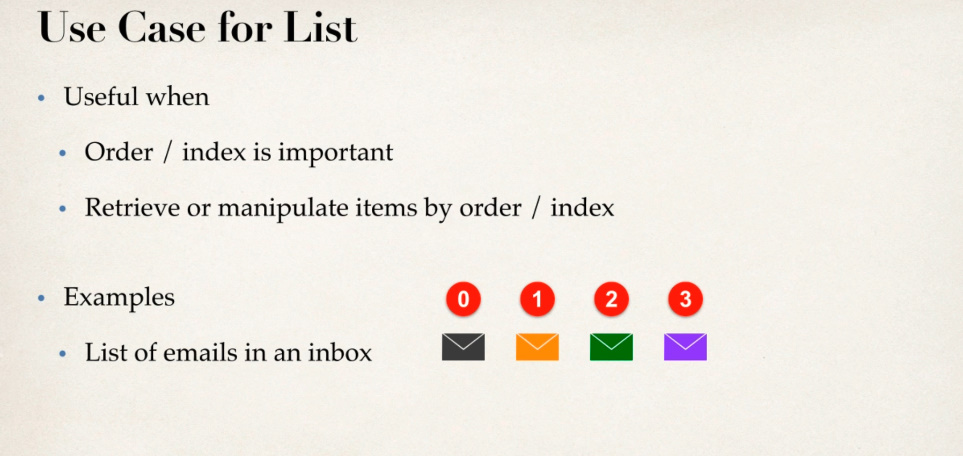 Use Case for List
• Useful when
• Order / index is important
• Retrieve or manipulate items by order / index
• Examples
0 1 2 3
• List of emails in an inbox